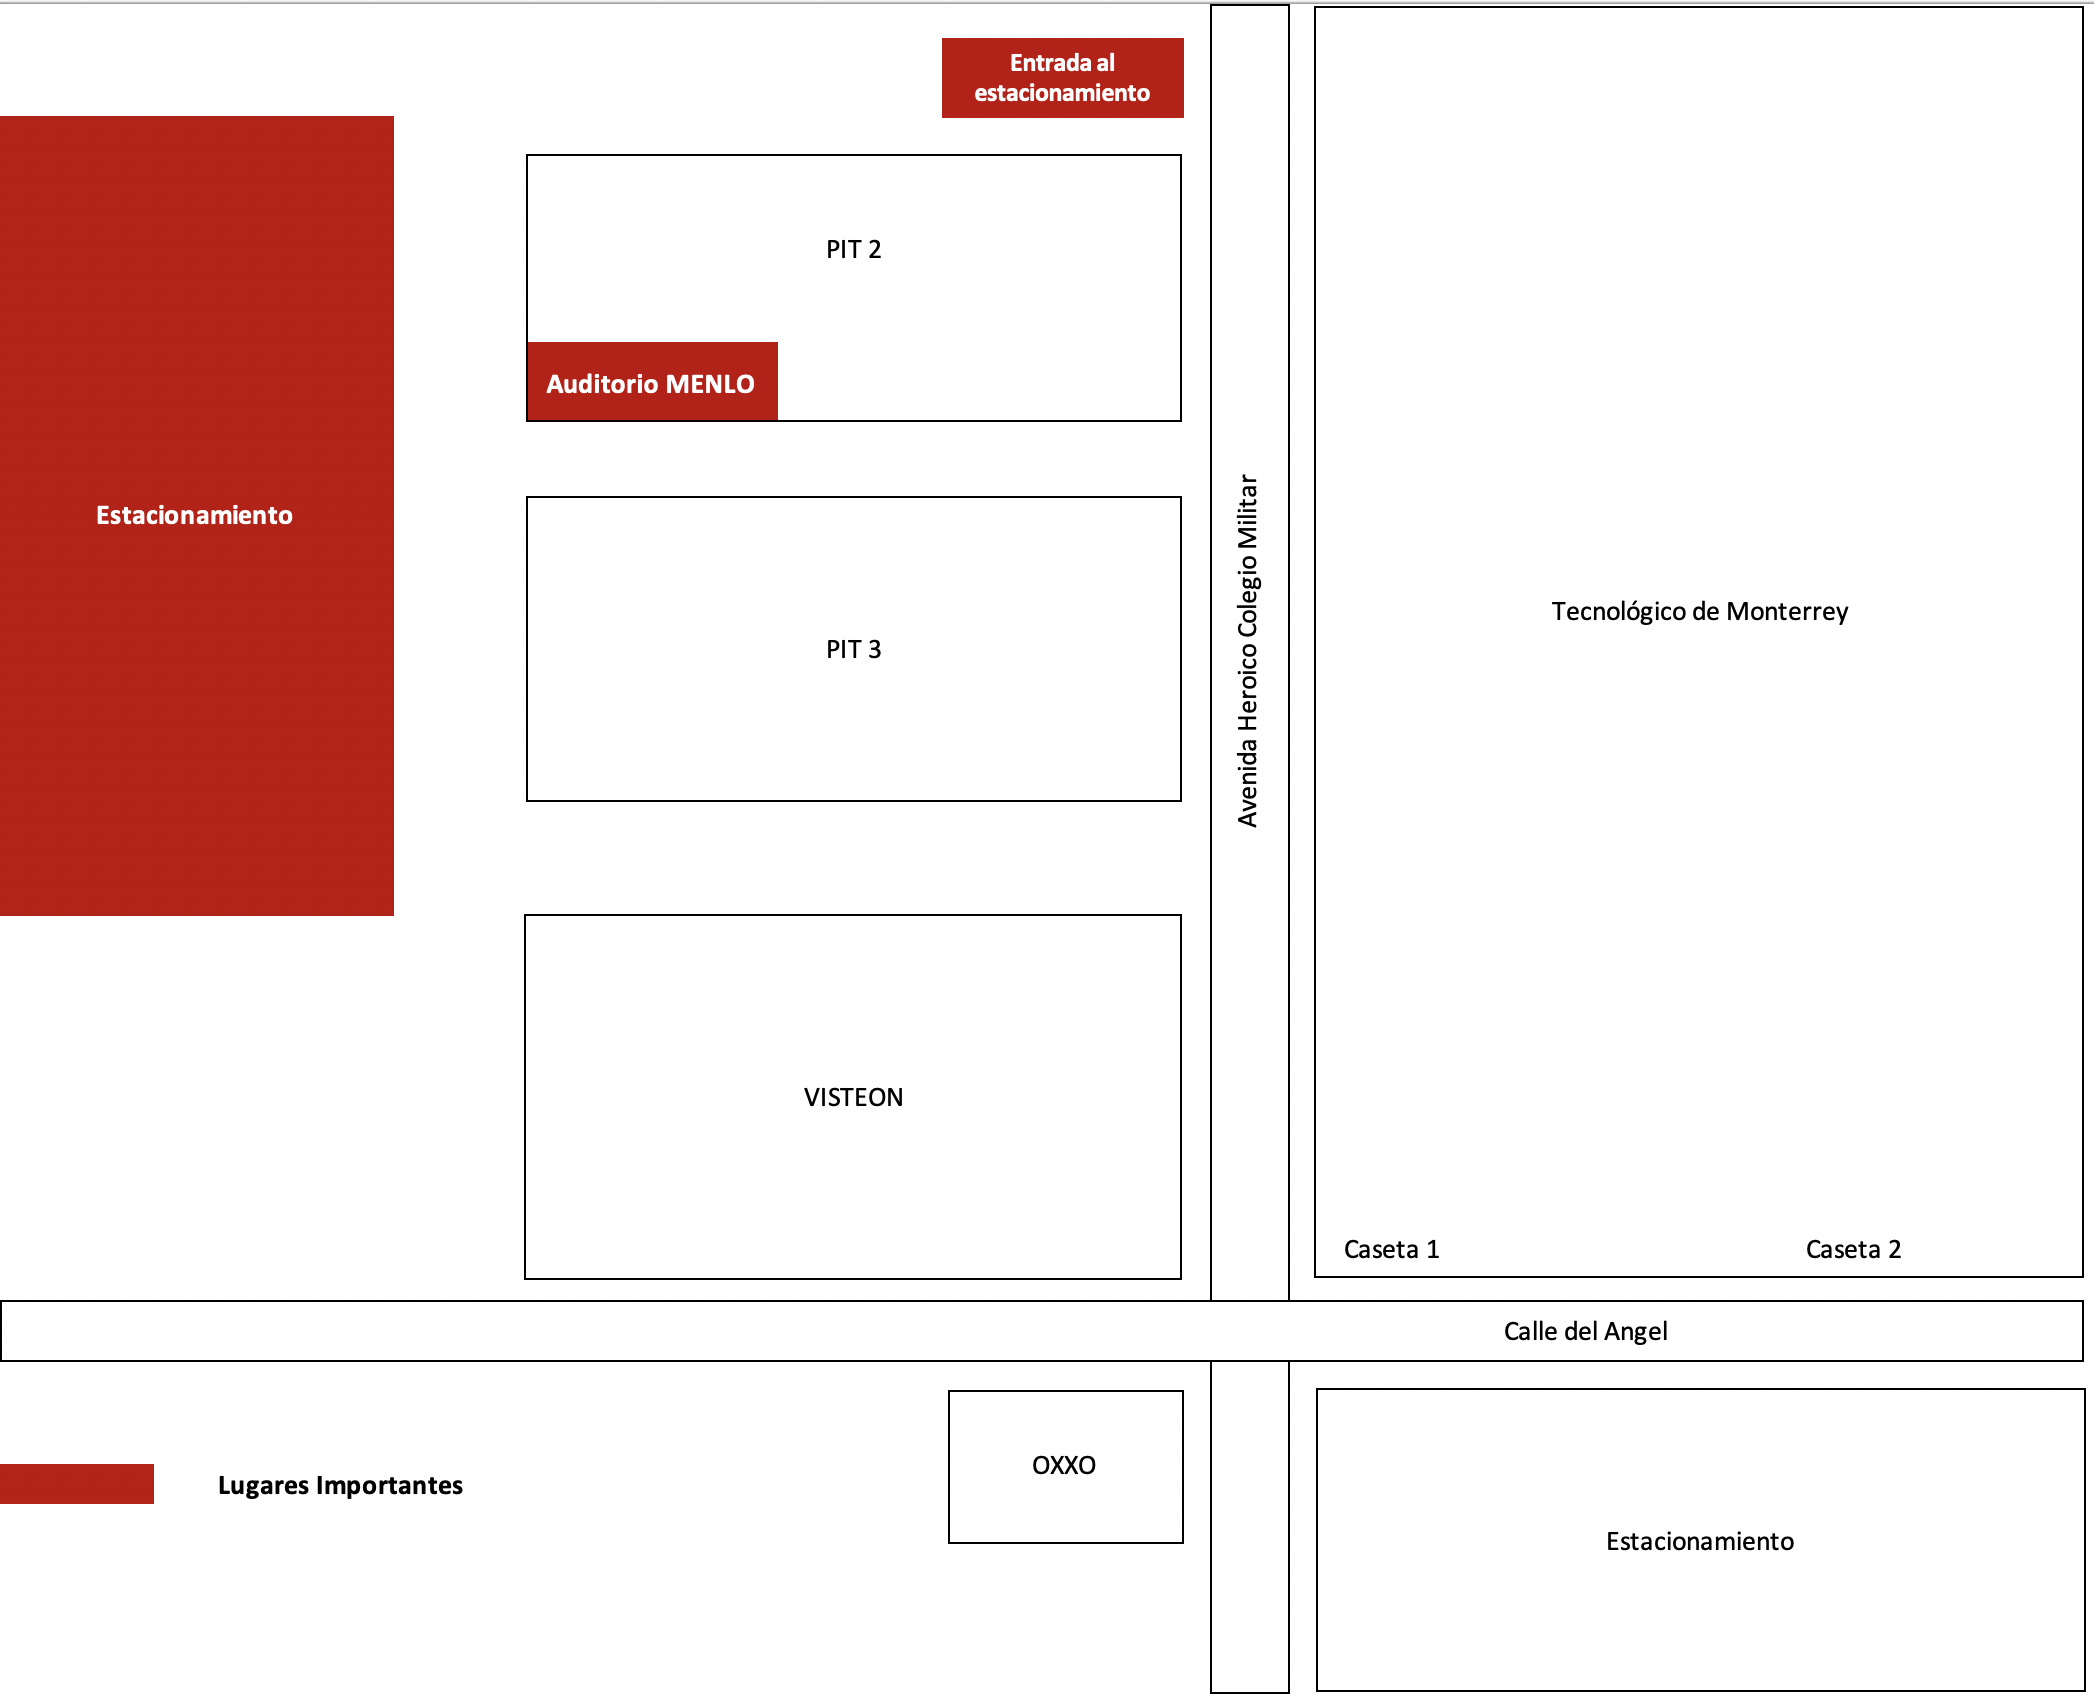 Entrada al
estacionamiento
PIT 2
Auditorio MENLO
Estacionamiento
PIT 3
Avenida Heroico Colegio Militar
Tecnológico de Monterrey
VISTEON
Caseta 1
Caseta 2
Calle del Angel
OXXO
Lugares Importantes
Estacionamiento